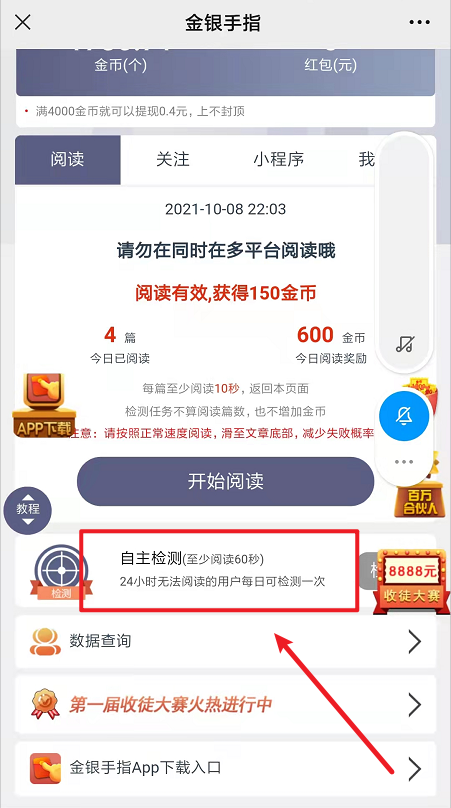 金银手指
金币(个)
红包(元)
满4000金币就可以提现0.4元，上不封顶
阅读
关注
小程序
我
2021-10-08 22:03
请勿在同时在多平台阅读哦
阅读有效,获得150金币
4 篇
今日已阅读
600 金币
今日阅读奖励
每篇至少阅读10秒，返回本页面
检测任务不算阅读篇数，也不增加金币
注意：请按照正常速度阅读，滑至文章底部，减少失败概率
APP下载
百万
合伙人
开始阅读
教程
自主检测(至少阅读60秒)
24小时无法阅读的用户每日可检测一次
检测
8888元
收徒大赛
数据查询
第一届收徒大赛火热进行中
金银手指App下载入口